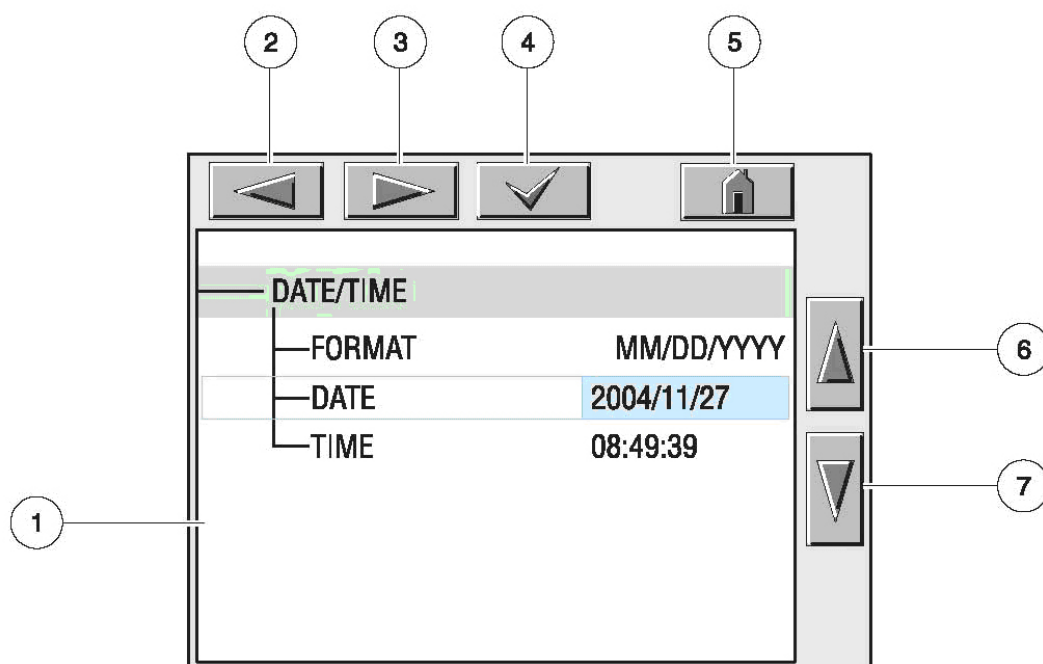 2 3 4 5
DATE/TIME
FORMAT MM/DD/YYYY
6
DATE 2004/11/27
TIME 08:49:39
7
1